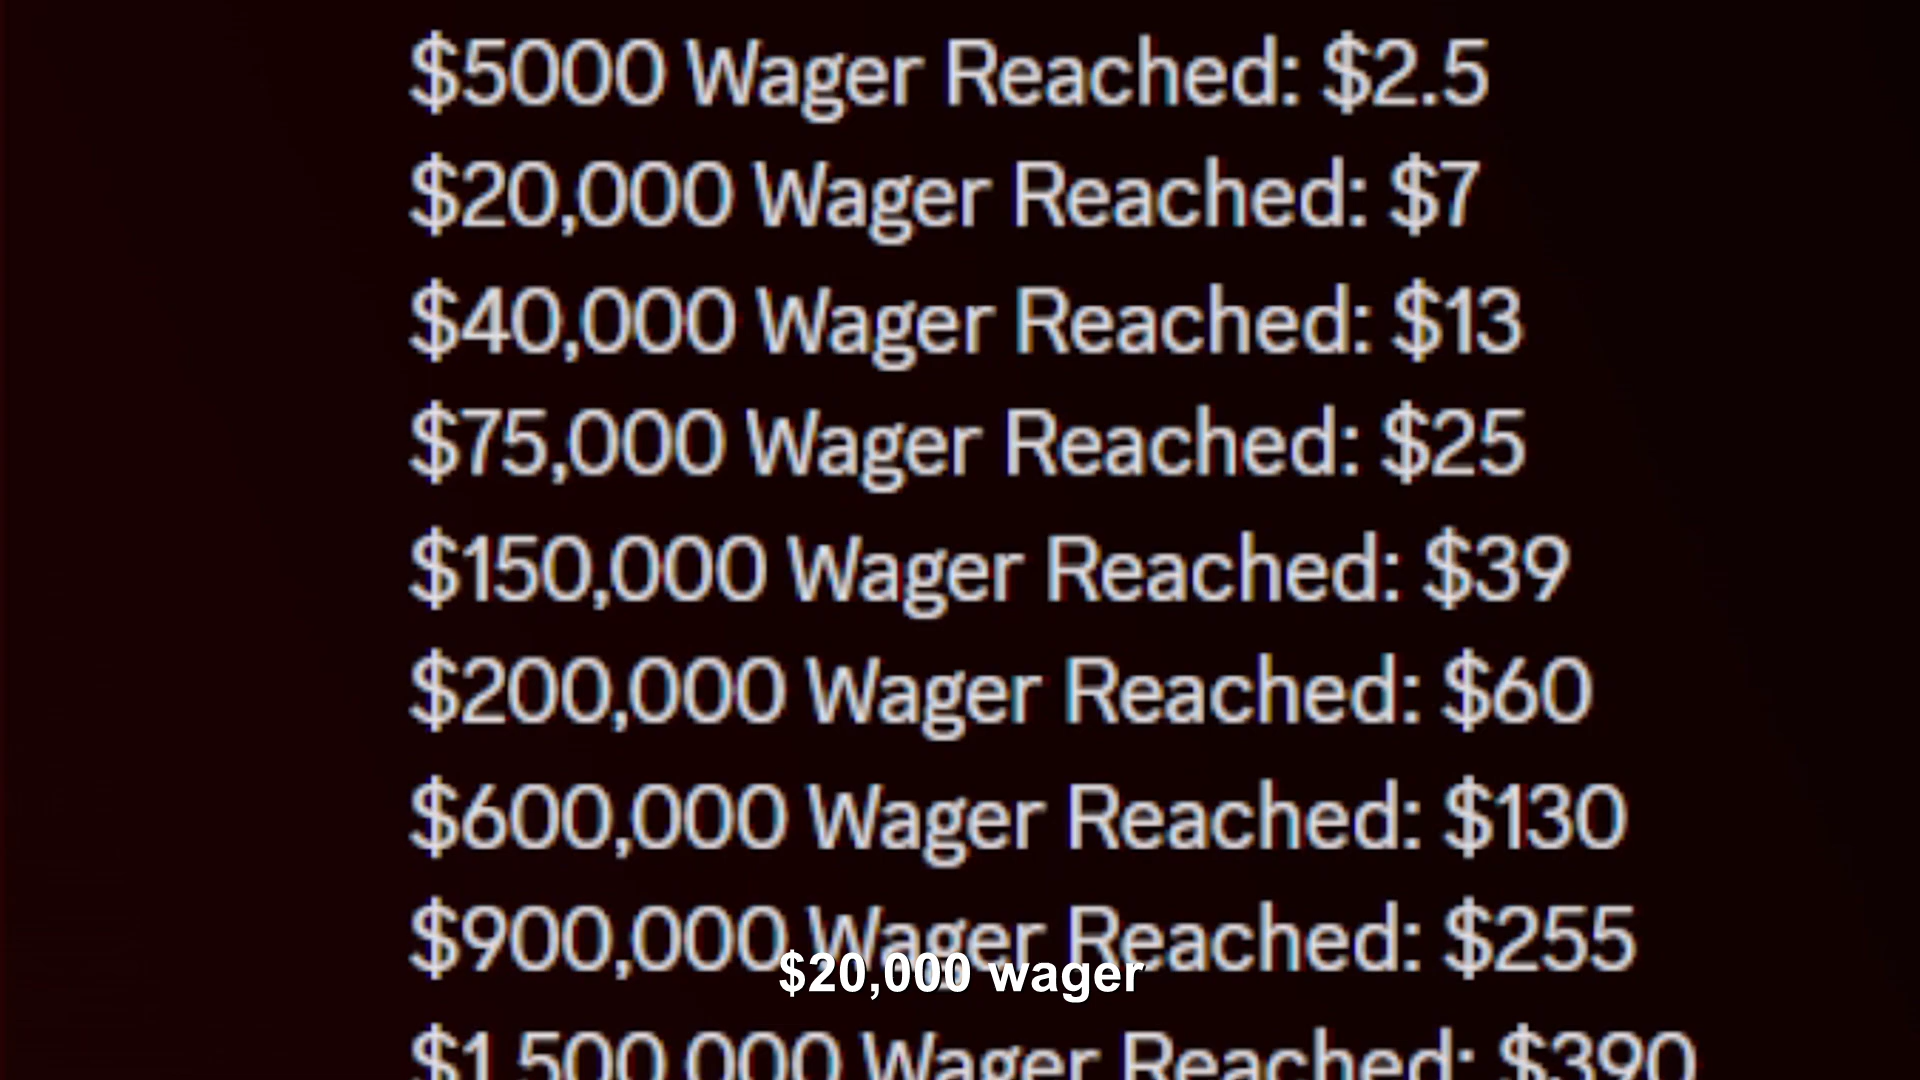 $5000 Wager Reached: $2.5
$20,000 Wager Reached: $7
$40,000 Wager Reached: $13
$75,000 Wager Reached: $25
$150,000 Wager Reached: $39
$200,000 Wager Reached: $60
$600,000 Wager Reached: $130
$900,000 Wager Reached: $255
$20,000 wager
$1,500,000 Wager Reached: $390